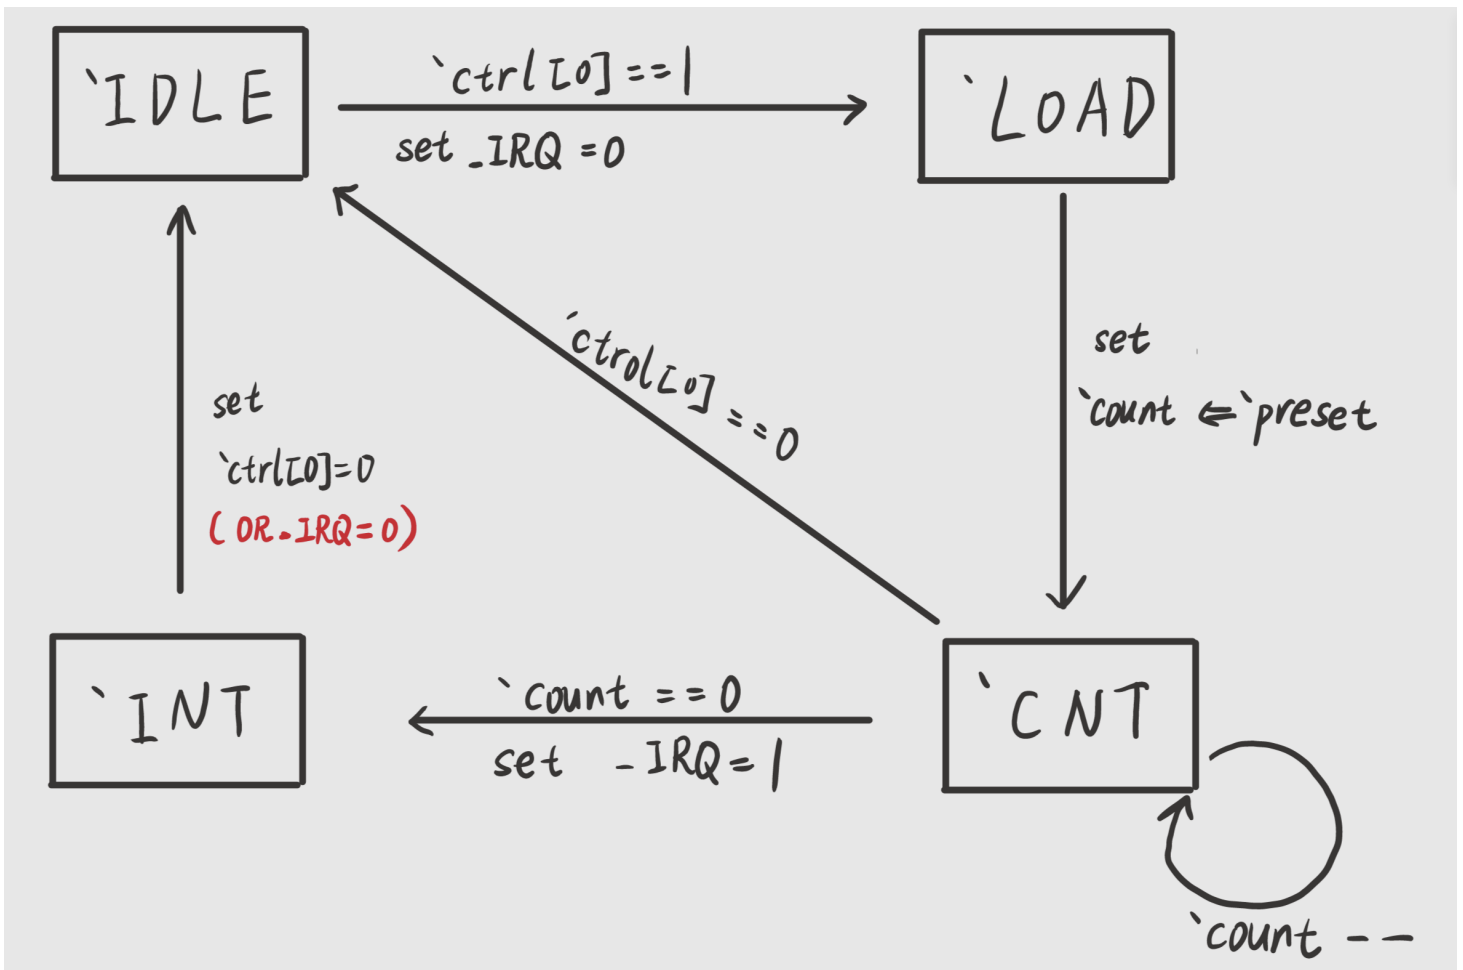 `IDLE
`ctrl[0]==1
set _IRQ =0
`LOAD
`ctrol[0]==0
set
`count <= `preset
set
`ctrl[0]=0
(OR _IRQ=0)
`INT
`count ==0
set _IRQ=1
`CNT
`count --